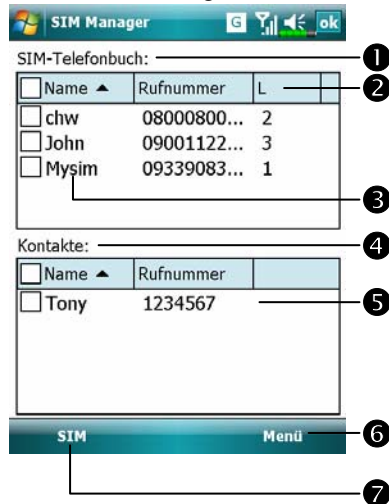 SIM Manager G ok
SIM-Telefonbuch: 1
Name ▲ Rufnummer L 2
chw 08000800... 2
John 09001122... 3
Mysim 09339083... 1
3
Kontakte: 4
Name ▲ Rufnummer
Tony 1234567 5
SIM Menü 6
7